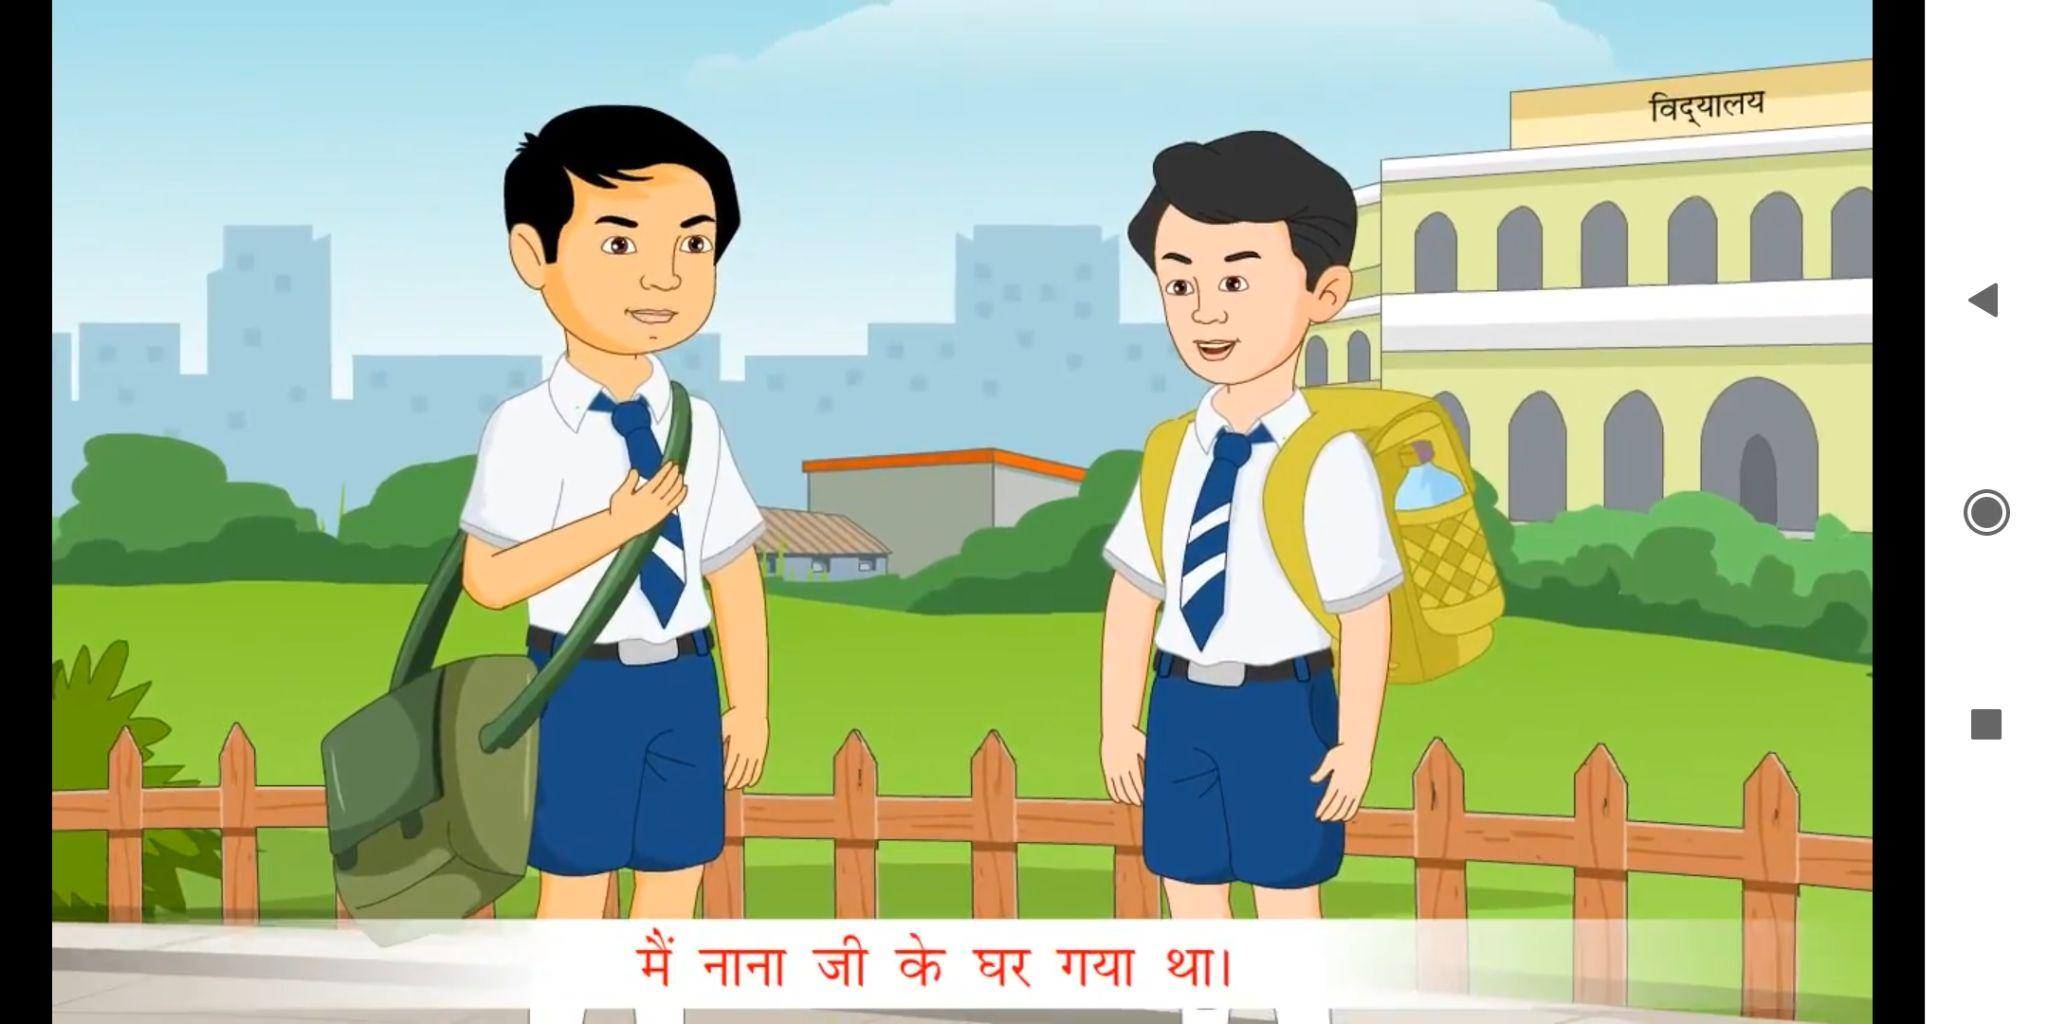 विद्‌यालय
मैं नाना जी के घर गया था।